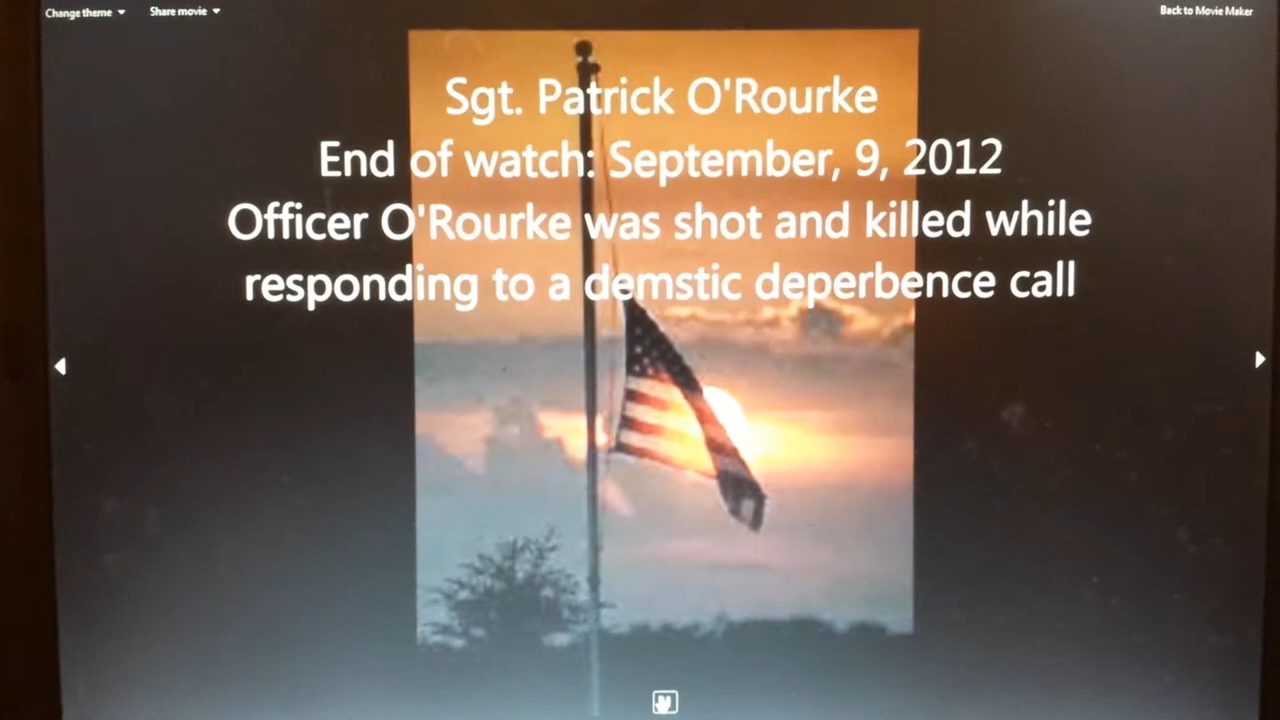 Change theme
Share movie
Back to Movie Maker
Sgt. Patrick O'Rourke
End of watch: September, 9, 2012
Officer O'Rourke was shot and killed while
responding to a demstic deperbence call